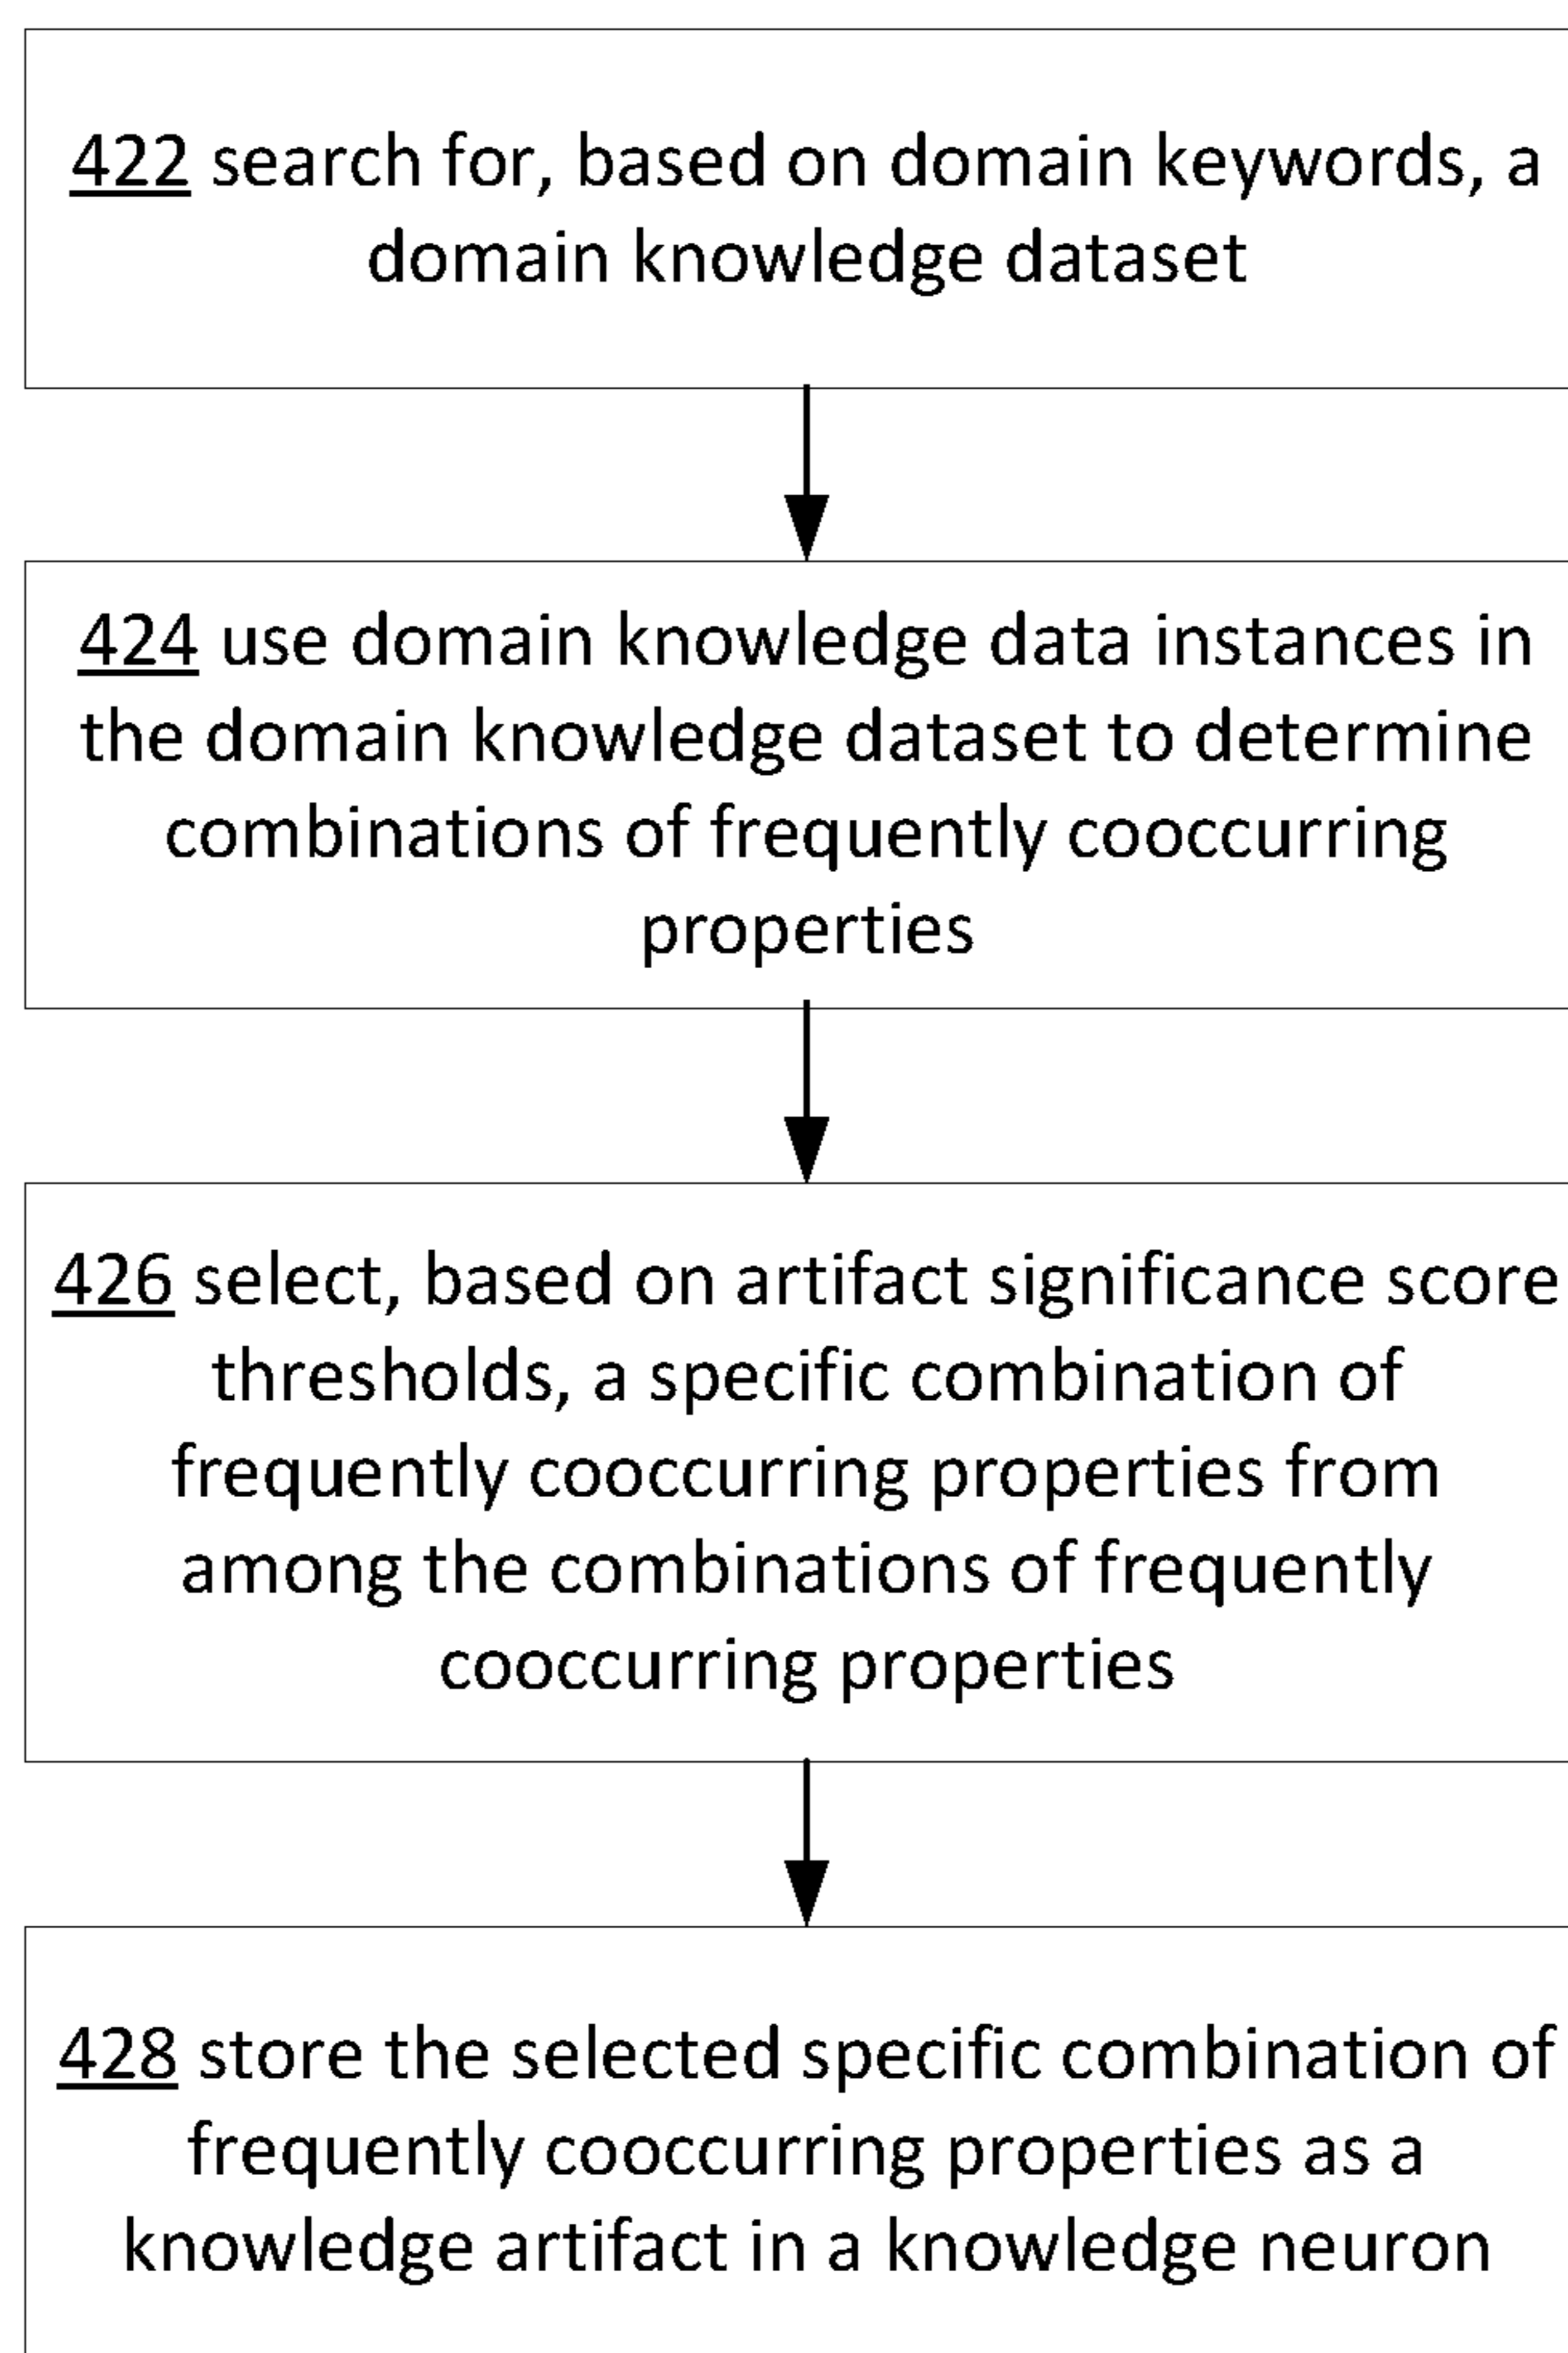 422 search for, based on domain keywords, a
domain knowledge dataset
424 use domain knowledge data instances in
the domain knowledge dataset to determine
combinations of frequently cooccurring
properties
426 select, based on artifact significance score
thresholds, a specific combination of
frequently cooccurring properties from
among the combinations of frequently
cooccurring properties
428 store the selected specific combination of
frequently cooccurring properties as a
knowledge artifact in a knowledge neuron